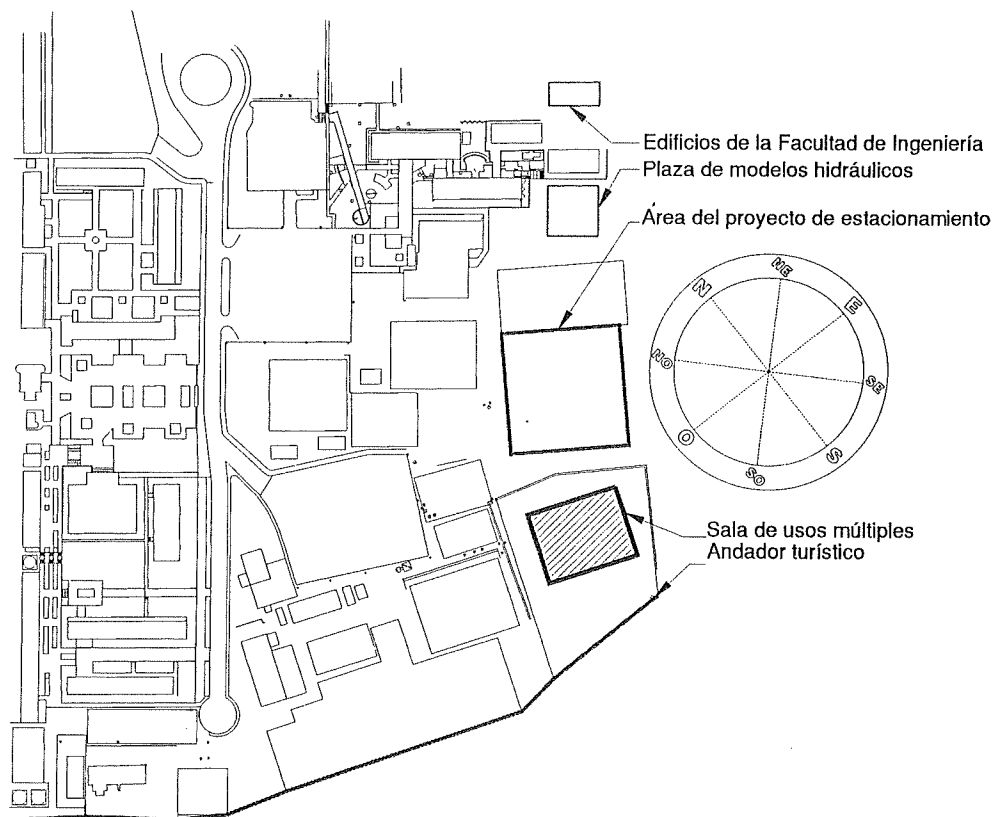 Edificios de la Facultad de Ingeniería
Plaza de modelos hidráulicos
Área del proyecto de estacionamiento
N
NE
E
SE
S
SO
O
NO
Sala de usos múltiples
Andador turístico